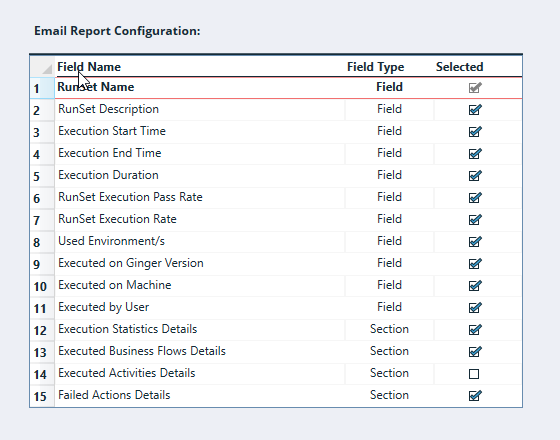 Email Report Configuration:
Field Name Field Type Selected
1 RunSet Name Field
2 RunSet Description Field
3 Execution Start Time Field
4 Execution End Time Field
5 Execution Duration Field
6 RunSet Execution Pass Rate Field
7 RunSet Execution Rate Field
8 Used Environment/s Field
9 Executed on Ginger Version Field
10 Executed on Machine Field
11 Executed by User Field
12 Execution Statistics Details Section
13 Executed Business Flows Details Section
14 Executed Activities Details Section
15 Failed Actions Details Section